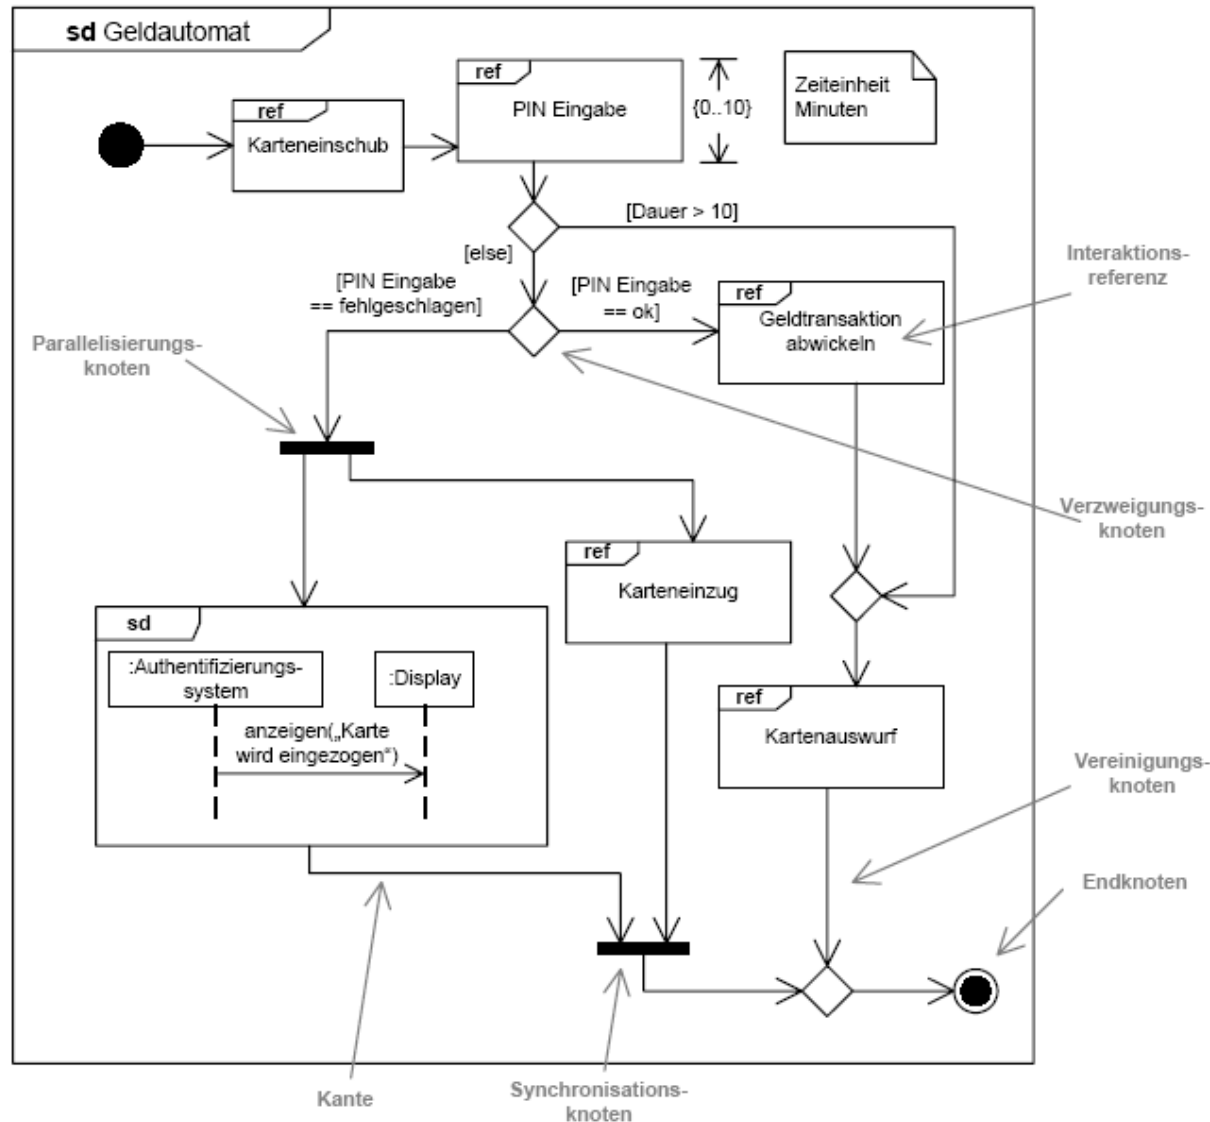 sd Geldautomat
ref
PIN Eingabe
{0..10}
Zeiteinheit
Minuten
ref
Karteneinschub
[Dauer > 10]
[else]
[PIN Eingabe
== fehlgeschlagen]
[PIN Eingabe
== ok]
ref
Geldtransaktion
abwickeln
Interaktions-
referenz
Parallelisierungs-
knoten
Verzweigungs-
knoten
ref
Karteneinzug
sd
:Authentifizierungs-
system
:Display
anzeigen(„Karte
wird eingezogen“)
ref
Kartenauswurf
Vereinigungs-
knoten
Endknoten
Kante
Synchronisations-
knoten